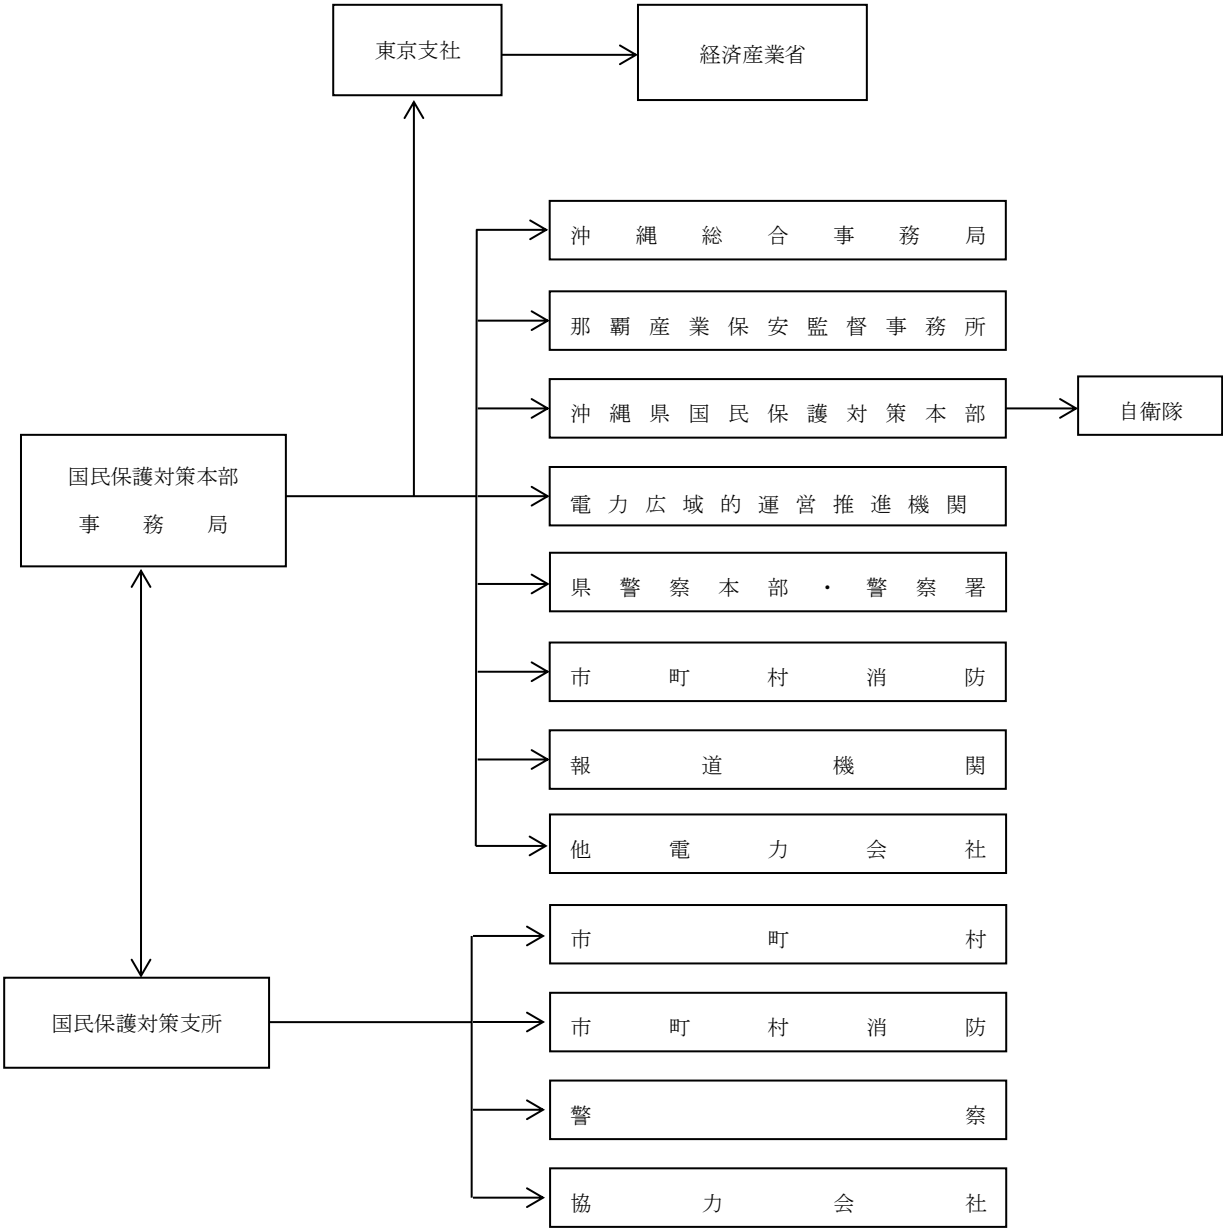 東京支社
経済産業省
沖縄総合事務局
那覇産業保安監督事務所
沖縄県国民保護対策本部
自衛隊
国民保護対策本部
事務局
電力広域的運営推進機関
県警察本部・警察署
市町村消防
報道機関
他電力会社
市町村
国民保護対策支所
市町村消防
警察
協力会社